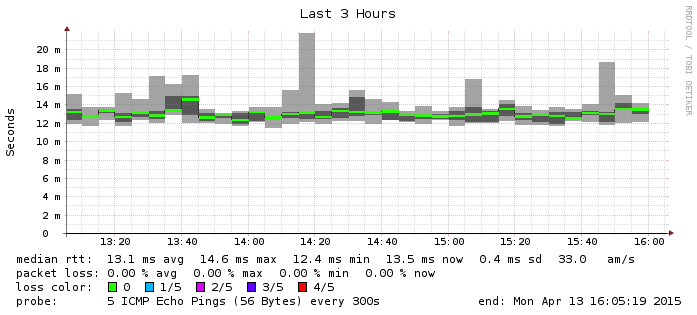 Last 3 Hours
RRDTOOL / TOBI OETIKER
Seconds
20 m
18 m
16 m
14 m
12 m
10 m
8 m
6 m
4 m
2 m
0
13:20 13:40 14:00 14:20 14:40 15:00 15:20 15:40 16:00
median rtt: 13.1 ms avg 14.6 ms max 12.4 ms min 13.5 ms now 0.4 ms sd 33.0 am/s
packet loss: 0.00 % avg 0.00 % max 0.00 % min 0.00 % now
loss color: 0 1/5 2/5 3/5 4/5
probe: 5 ICMP Echo Pings (56 Bytes) every 300s end: Mon Apr 13 16:05:19 2015